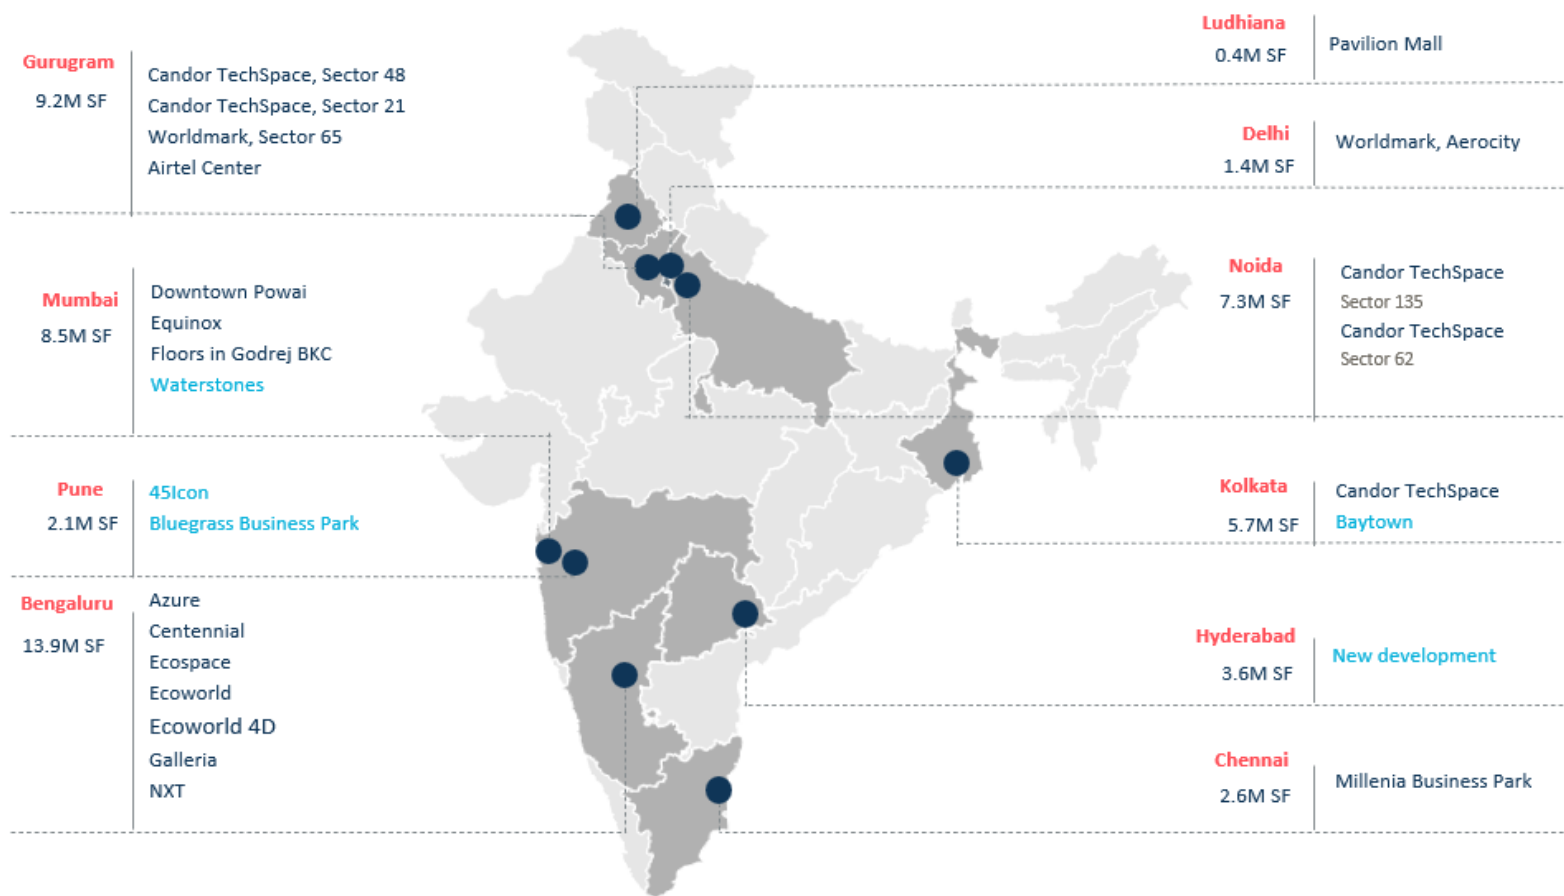 Gurugram
9.2M SF
Candor TechSpace, Sector 48
Candor TechSpace, Sector 21
Worldmark, Sector 65
Airtel Center
Mumbai
8.5M SF
Downtown Powai
Equinox
Floors in Godrej BKC
Waterstones
Pune
2.1M SF
45Icon
Bluegrass Business Park
Bengaluru
13.9M SF
Azure
Centennial
Ecospace
Ecoworld
Ecoworld 4D
Galleria
NXT
Ludhiana
0.4M SF
Pavilion Mall
Delhi
1.4M SF
Worldmark, Aerocity
Noida
7.3M SF
Candor TechSpace
Sector 135
Candor TechSpace
Sector 62
Kolkata
5.7M SF
Candor TechSpace
Baytown
Hyderabad
3.6M SF
New development
Chennai
2.6M SF
Millenia Business Park